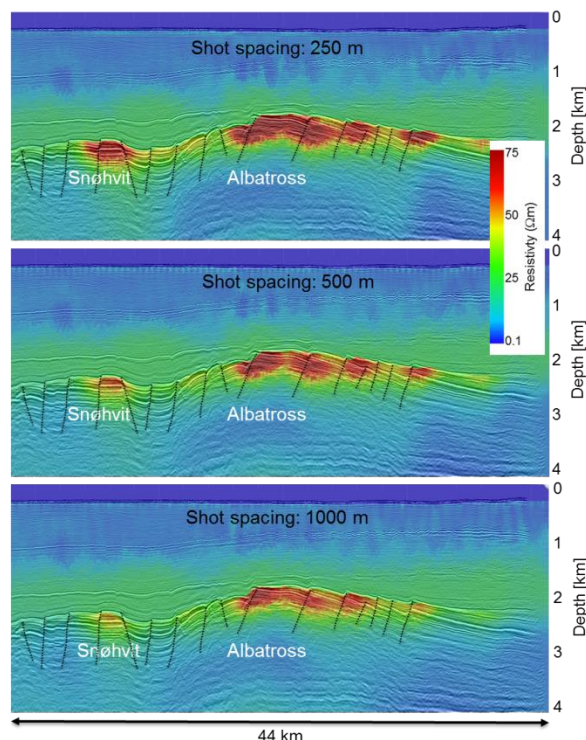 Shot spacing: 250 m
0
1
2
3
4
Depth [km]
Snøhvit
Albatross
75
50
25
0.1
Resistivty (Ωm)
Shot spacing: 500 m
0
1
2
3
4
Depth [km]
Snøhvit
Albatross
Shot spacing: 1000 m
0
1
2
3
4
Depth [km]
Snøhvit
Albatross
44 km